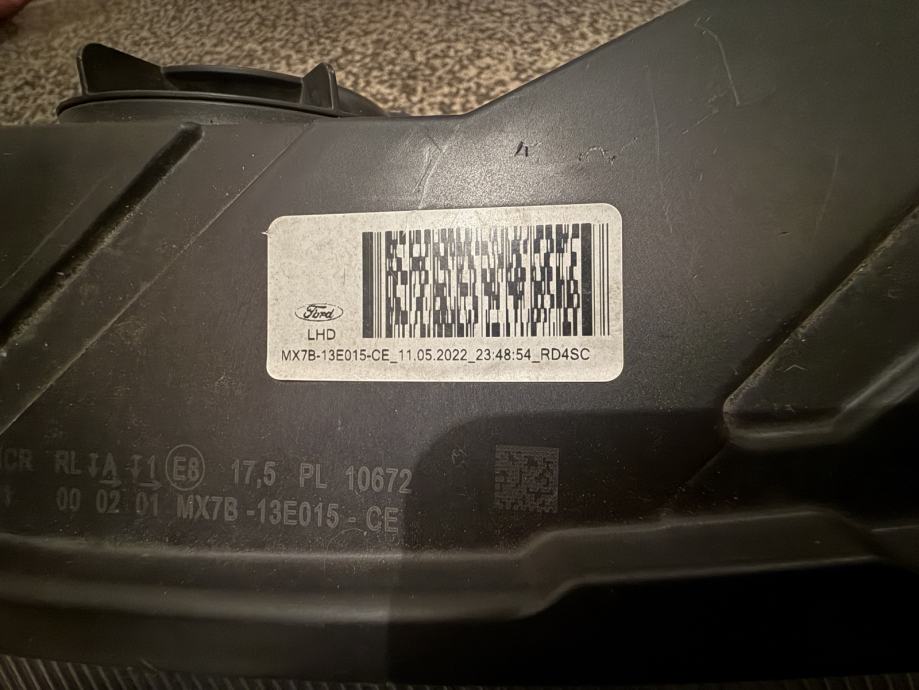 Ford
LHD
MX7B-13E015-CE_11.05.2022_23:48:54_RD4SC
CR RL E8 17,5 PL 10672
00 02 01 MX7B -13E015 - CE